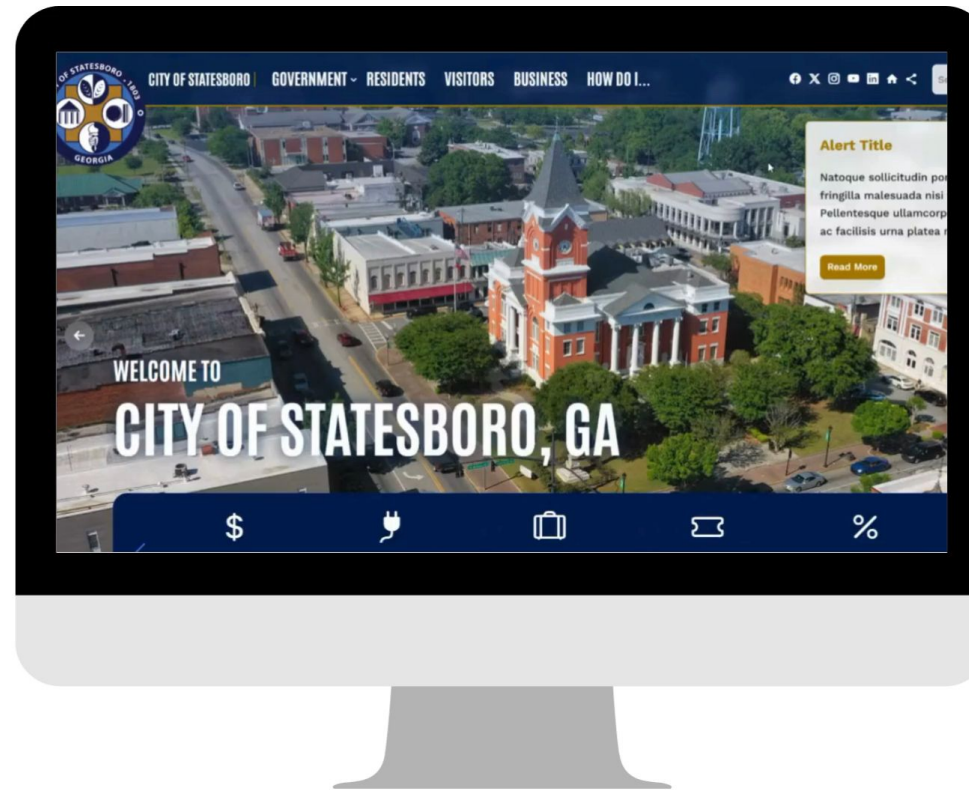 OF STATESBORO · 1803
GEORGIA
CITY OF STATESBORO | GOVERNMENT RESIDENTS VISITORS BUSINESS HOW DO I...
Alert Title
Natoque sollicitudin
fringilla malesuada nisi
Pellentesque
ac facilisis urna platea
Read More
WELCOME TO
CITY OF STATESBORO, GA